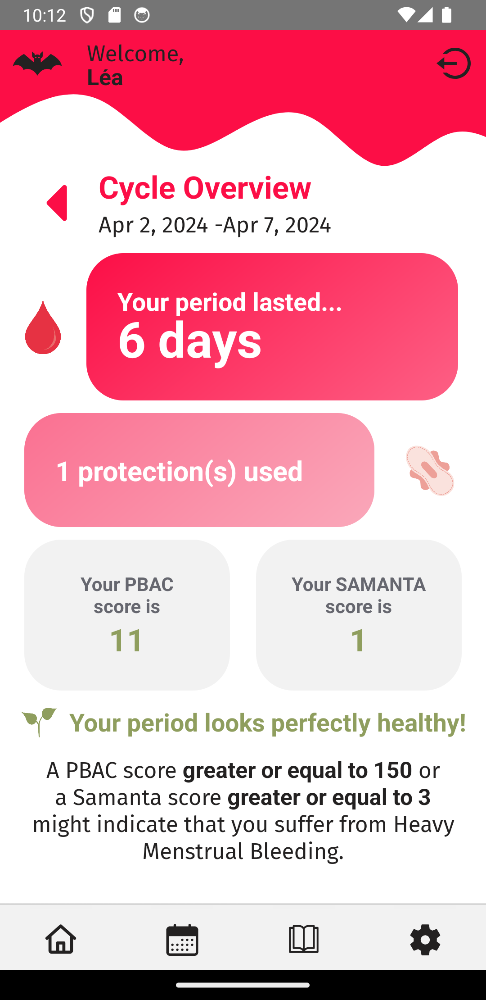 10:12
Welcome,
Léa
Cycle Overview
Apr 2, 2024 -Apr 7, 2024
Your period lasted...
6 days
1 protection(s) used
Your PBAC
score is
11
Your SAMANTA
score is
1
Your period looks perfectly healthy!
A PBAC score greater or equal to 150 or
a Samanta score greater or equal to 3
might indicate that you suffer from Heavy
Menstrual Bleeding.